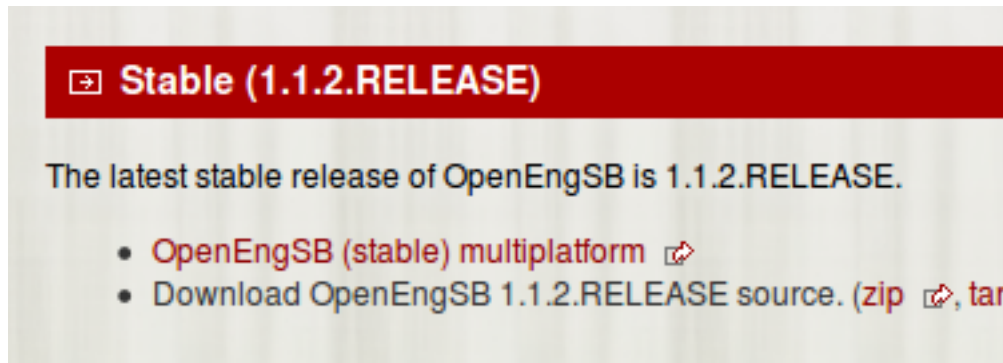 Stable (1.1.2.RELEASE)
The latest stable release of OpenEngSB is 1.1.2.RELEASE.
OpenEngSB (stable) multiplatform
Download OpenEngSB 1.1.2.RELEASE source. (zip , tar